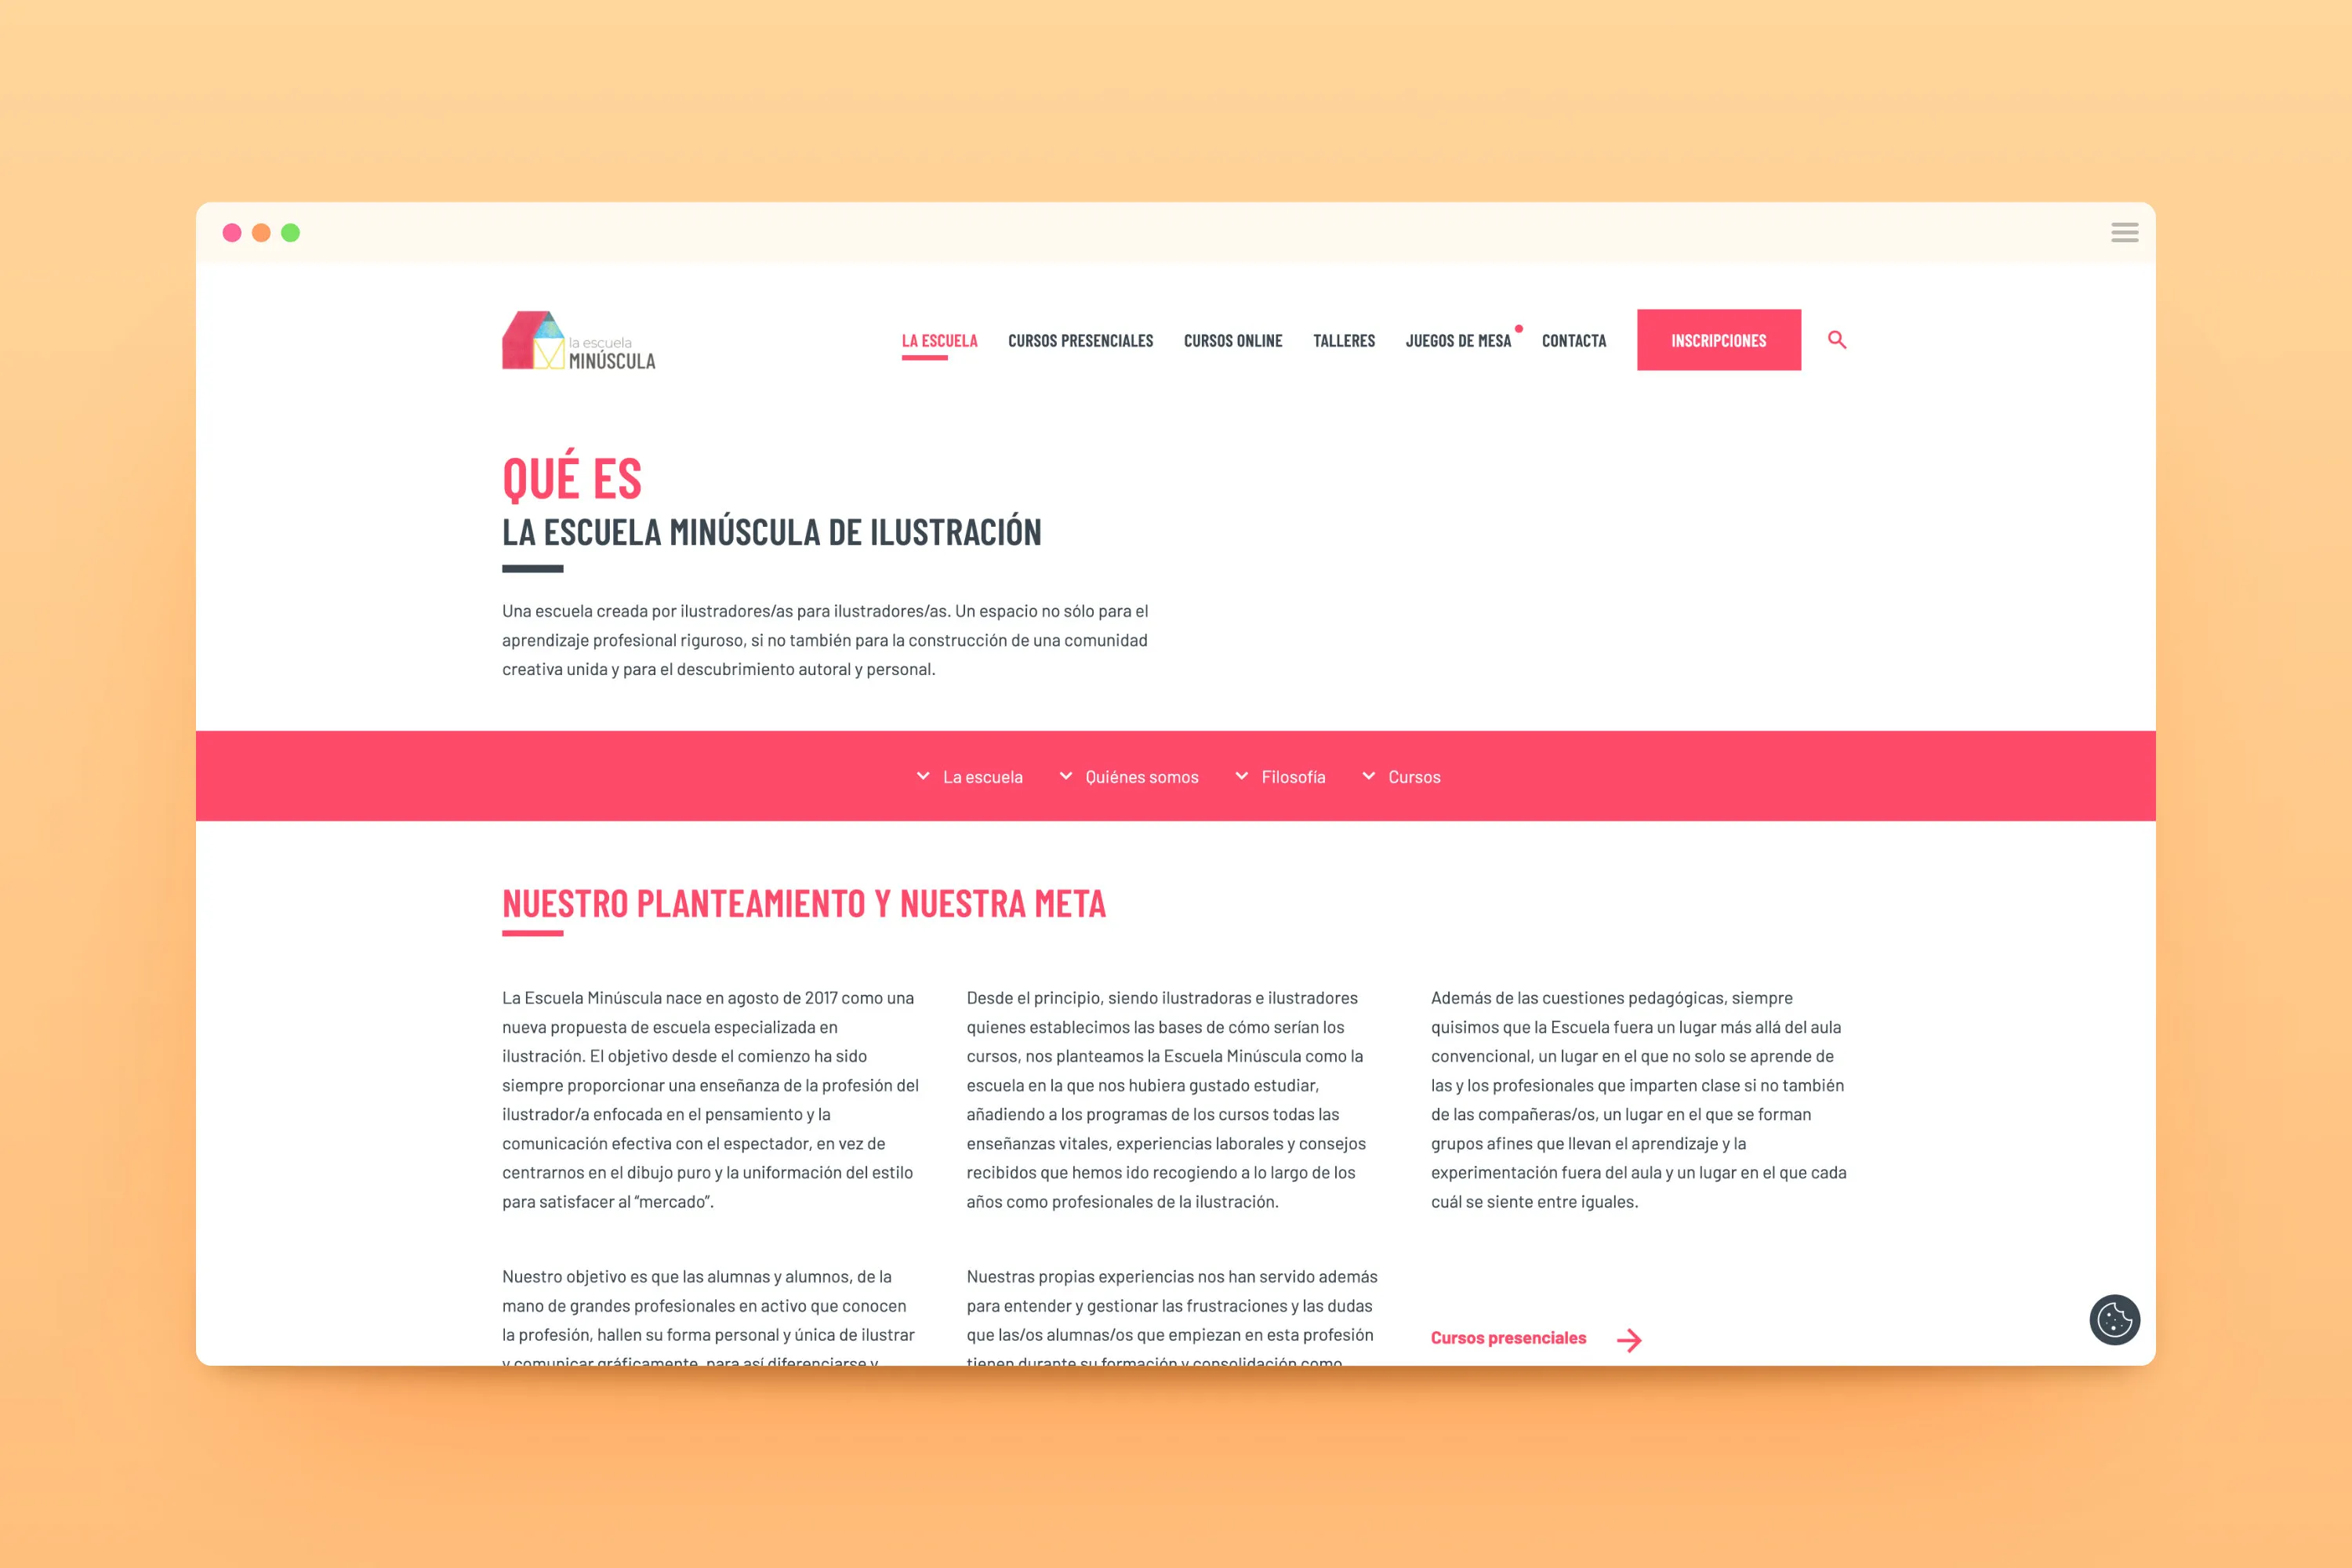 la escuela
MINÚSCULA
LA ESCUELA
CURSOS PRESENCIALES
CURSOS ONLINE
TALLERES
JUEGOS DE MESA
CONTACTA
INSCRIPCIONES
QUÉ ES
LA ESCUELA MINÚSCULA DE ILUSTRACIÓN
Una escuela creada por ilustradores/as para ilustradores/as. Un espacio no sólo para el
aprendizaje profesional riguroso, si no también para la construcción de una comunidad
creativa unida y para el descubrimiento autoral y personal.
La escuela
Quiénes somos
Filosofía
Cursos
NUESTRO PLANTEAMIENTO Y NUESTRA META
La Escuela Minúscula nace en agosto de 2017 como una
nueva propuesta de escuela especializada en
ilustración. El objetivo desde el comienzo ha sido
siempre proporcionar una enseñanza de la profesión del
ilustrador/a enfocada en el pensamiento y la
comunicación efectiva con el espectador, en vez de
centrarnos en el dibujo puro y la uniformación del estilo
para satisfacer al “mercado”.
Nuestro objetivo es que las alumnas y alumnos, de la
mano de grandes profesionales en activo que conocen
la profesión, hallen su forma personal y única de ilustrar
y comunicar gráficamente, para así diferenciarse y
Desde el principio, siendo ilustradoras e ilustradores
quienes establecimos las bases de cómo serían los
cursos, nos planteamos la Escuela Minúscula como la
escuela en la que nos hubiera gustado estudiar,
añadiendo a los programas de los cursos todas las
enseñanzas vitales, experiencias laborales y consejos
recibidos que hemos ido recogiendo a lo largo de los
años como profesionales de la ilustración.
Nuestras propias experiencias nos han servido además
para entender y gestionar las frustraciones y las dudas
que las/os alumnas/os que empiezan en esta profesión
tienen durante su formación y consolidación como
Además de las cuestiones pedagógicas, siempre
quisimos que la Escuela fuera un lugar más allá del aula
convencional, un lugar en el que no solo se aprende de
las y los profesionales que imparten clase si no también
de las compañeras/os, un lugar en el que se forman
grupos afines que llevan el aprendizaje y la
experimentación fuera del aula y un lugar en el que cada
cuál se siente entre iguales.
Cursos presenciales